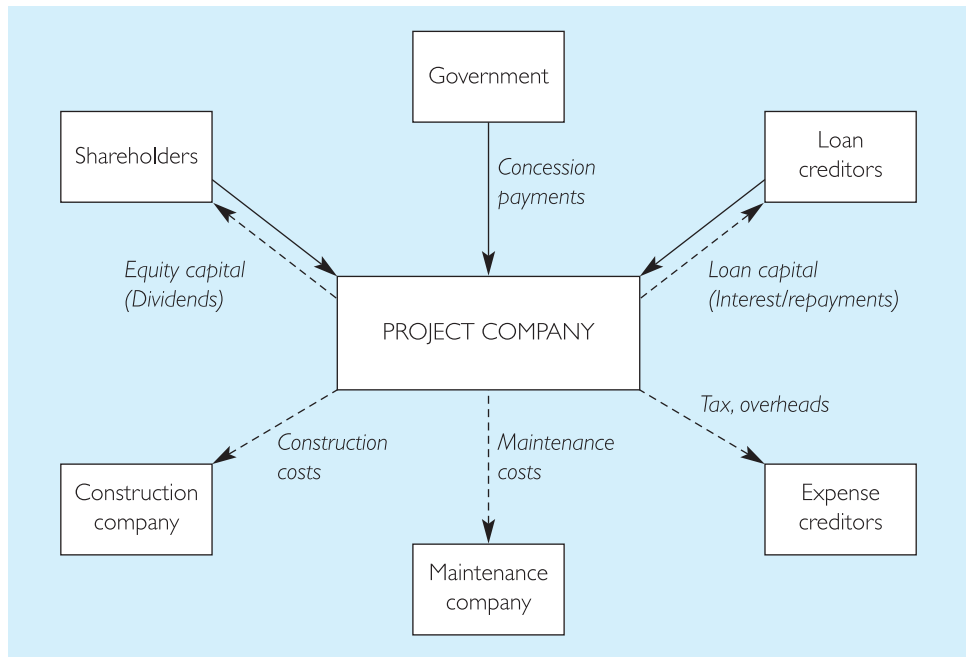 Government
Shareholders
Loan
creditors
Concession
payments
Equity capital
(Dividends)
Loan capital
(Interest/repayments)
PROJECT COMPANY
Tax, overheads
Construction
costs
Maintenance
costs
Construction
company
Expense
creditors
Maintenance
company